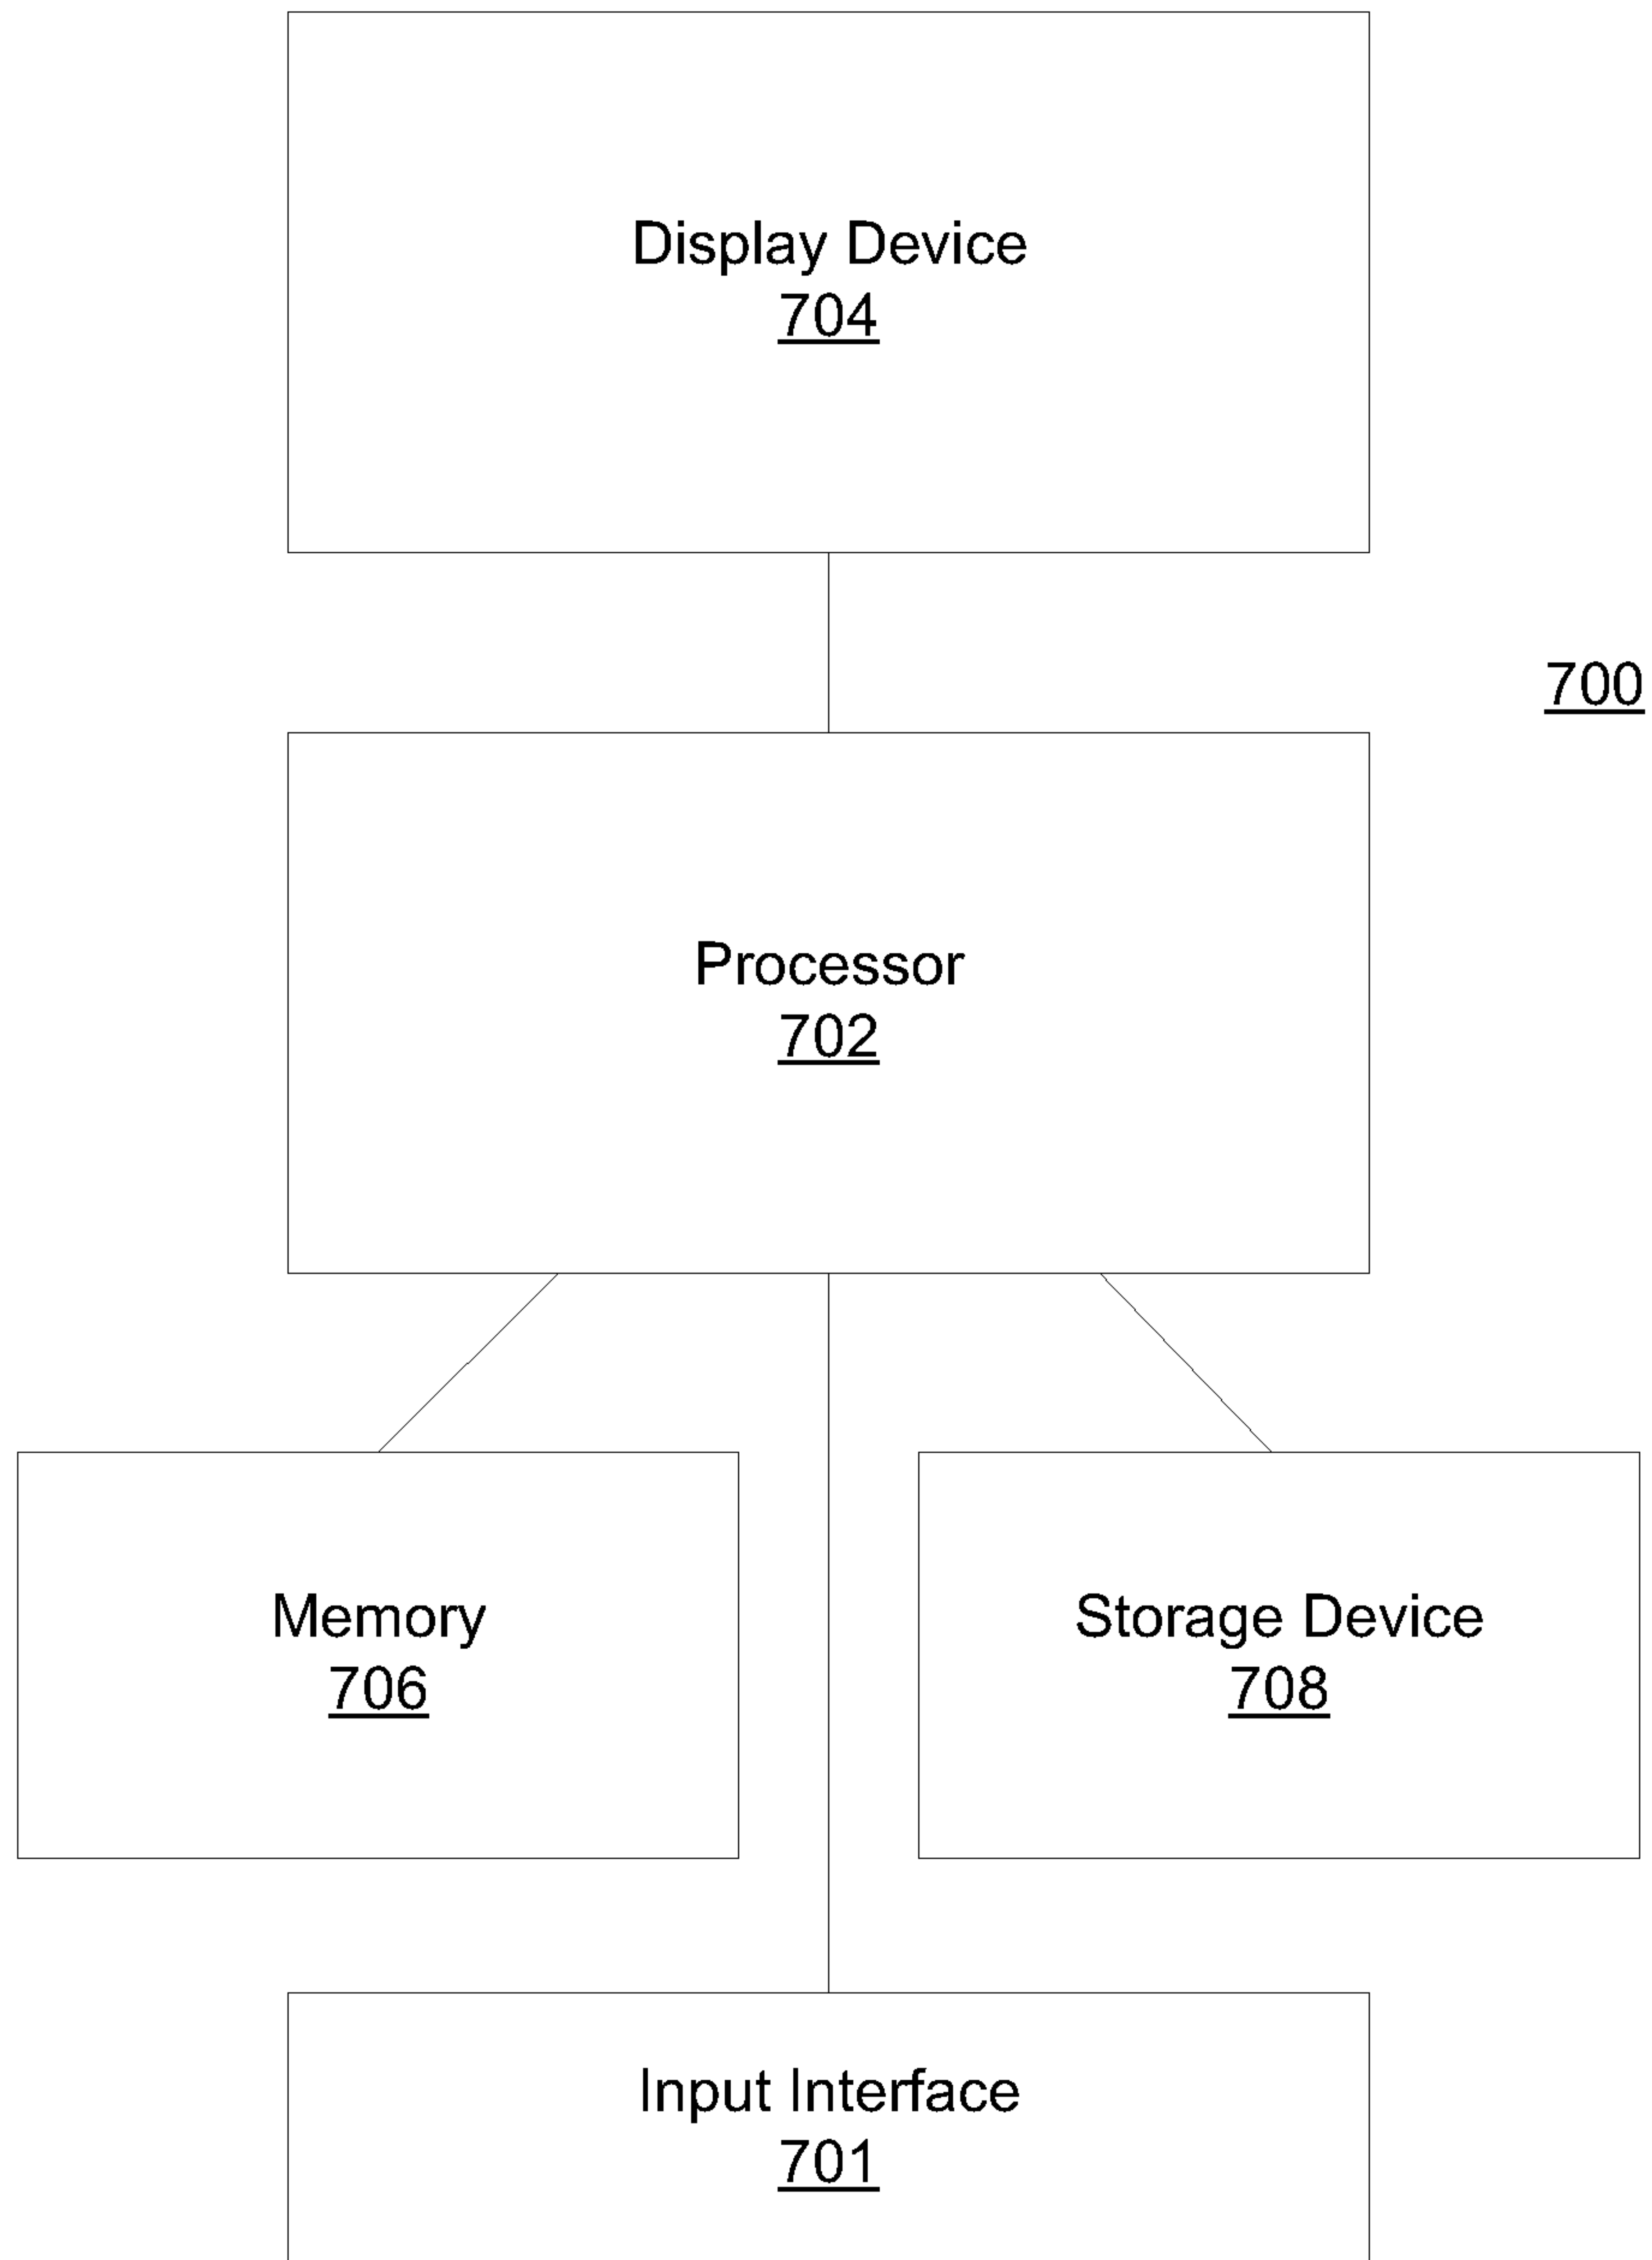 Display Device
704
700
Processor
702
Memory
706
Storage Device
708
Input Interface
701